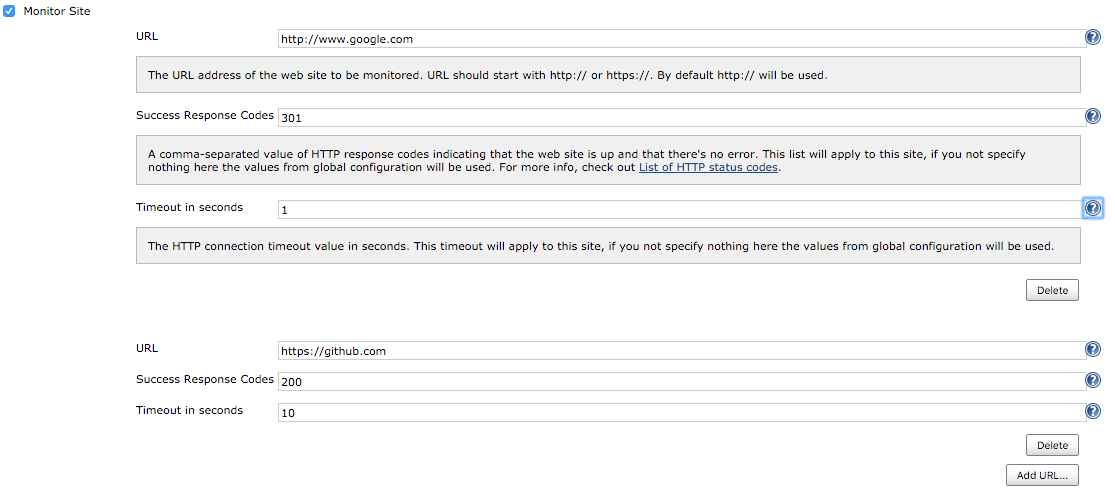 Monitor Site
URL
http://www.google.com
?
The URL address of the web site to be monitored. URL should start with http:// or https://. By default http:// will be used.
Success Response Codes
301
?
A comma-separated value of HTTP response codes indicating that the web site is up and that there's no error. This list will apply to this site, if you not specify
nothing here the values from global configuration will be used. For more info, check out List of HTTP status codes.
Timeout in seconds
1
?
The HTTP connection timeout value in seconds. This timeout will apply to this site, if you not specify nothing here the values from global configuration will be used.
Delete
URL
https://github.com
?
Success Response Codes
200
?
Timeout in seconds
10
?
Delete
Add URL...